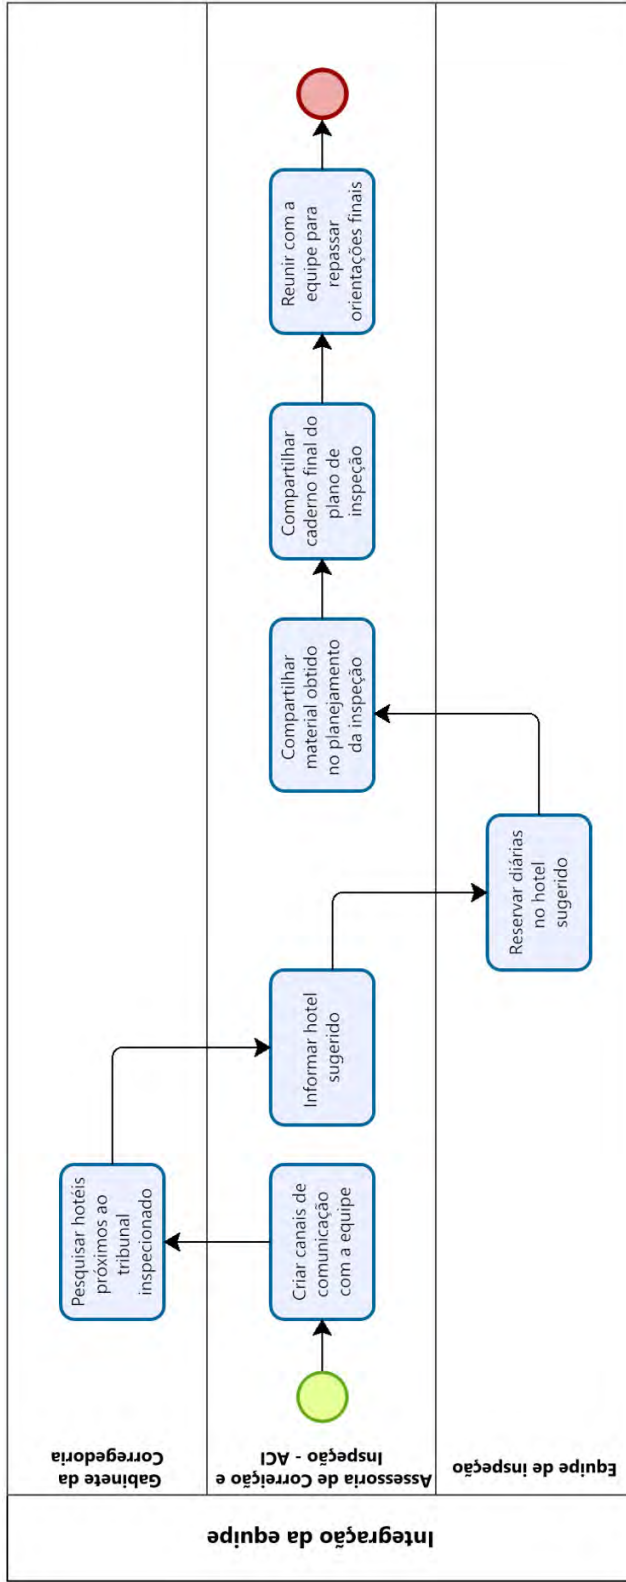 Integração da equipe
Gabinete da
Corregedoria
Assessoria de Correição e
Inspeção - ACI
Equipe de inspeção
Criar canais de
comunicação
com a equipe
Pesquisar hotéis
próximos ao
tribunal
inspecionado
Informar hotel
sugerido
Reservar diárias
no hotel
sugerido
Compartilhar
material obtido
no planejamento
da inspeção
Compartilhar
caderno final do
plano de
inspeção
Reunir com a
equipe para
repassar
orientações finais